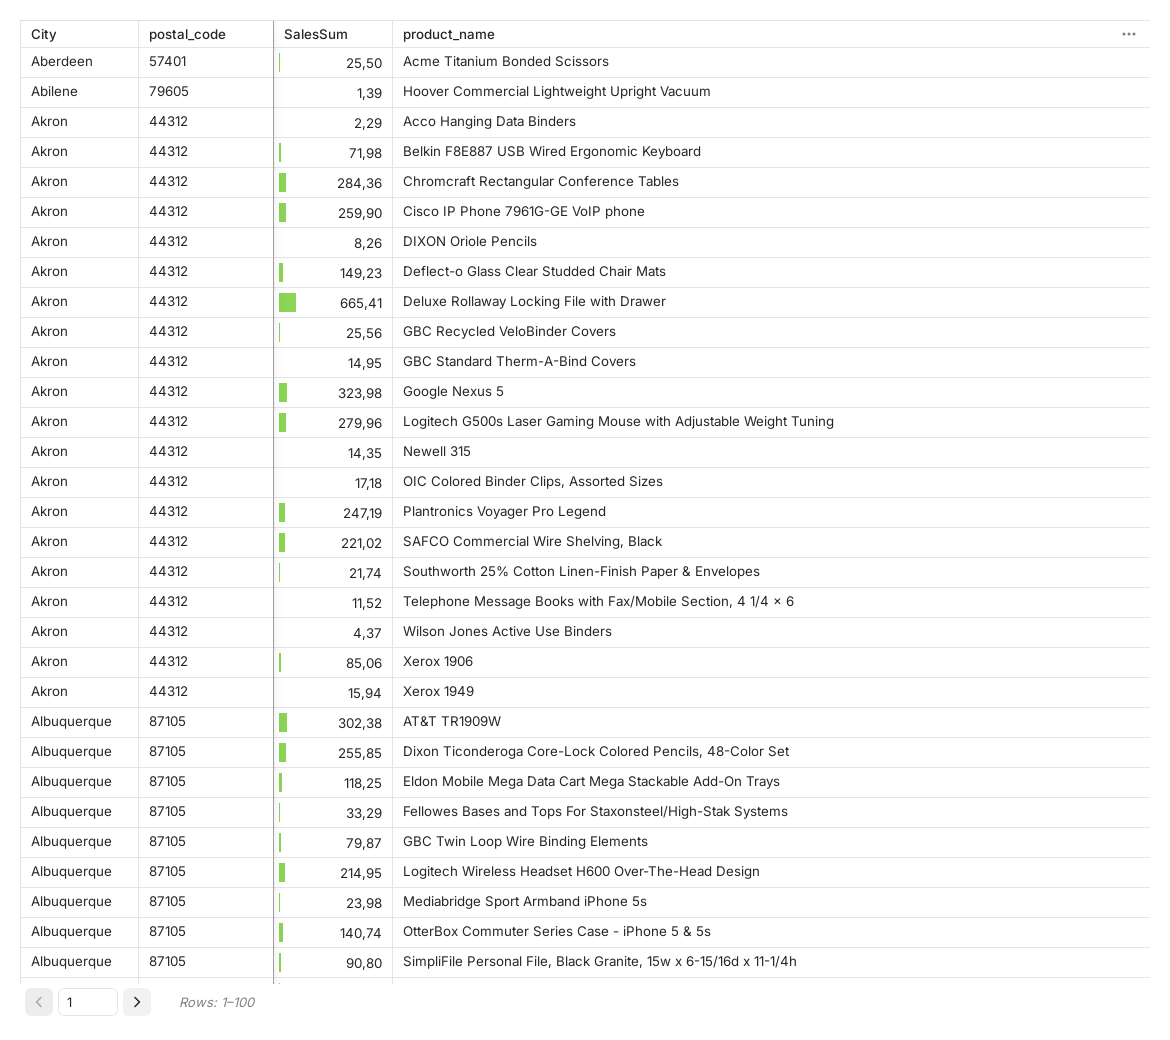 City postal_code SalesSum product_name
Aberdeen 57401 25,50 Acme Titanium Bonded Scissors
Abilene 79605 1,39 Hoover Commercial Lightweight Upright Vacuum
Akron 44312 2,29 Acco Hanging Data Binders
Akron 44312 71,98 Belkin F8E887 USB Wired Ergonomic Keyboard
Akron 44312 284,36 Chromcraft Rectangular Conference Tables
Akron 44312 259,90 Cisco IP Phone 7961G-GE VoIP phone
Akron 44312 8,26 DIXON Oriole Pencils
Akron 44312 149,23 Deflect-o Glass Clear Studded Chair Mats
Akron 44312 665,41 Deluxe Rollaway Locking File with Drawer
Akron 44312 25,56 GBC Recycled VeloBinder Covers
Akron 44312 14,95 GBC Standard Therm-A-Bind Covers
Akron 44312 323,98 Google Nexus 5
Akron 44312 279,96 Logitech G500s Laser Gaming Mouse with Adjustable Weight Tuning
Akron 44312 14,35 Newell 315
Akron 44312 17,18 OIC Colored Binder Clips, Assorted Sizes
Akron 44312 247,19 Plantronics Voyager Pro Legend
Akron 44312 221,02 SAFCO Commercial Wire Shelving, Black
Akron 44312 21,74 Southworth 25% Cotton Linen-Finish Paper & Envelopes
Akron 44312 11,52 Telephone Message Books with Fax/Mobile Section, 4 1/4 × 6
Akron 44312 4,37 Wilson Jones Active Use Binders
Akron 44312 85,06 Xerox 1906
Akron 44312 15,94 Xerox 1949
Albuquerque 87105 302,38 AT&T TR1909W
Albuquerque 87105 255,85 Dixon Ticonderoga Core-Lock Colored Pencils, 48-Color Set
Albuquerque 87105 118,25 Eldon Mobile Mega Data Cart Mega Stackable Add-On Trays
Albuquerque 87105 33,29 Fellowes Bases and Tops For Staxonsteel/High-Stak Systems
Albuquerque 87105 79,87 GBC Twin Loop Wire Binding Elements
Albuquerque 87105 214,95 Logitech Wireless Headset H600 Over-The-Head Design
Albuquerque 87105 23,98 Mediabridge Sport Armband iPhone 5s
Albuquerque 87105 140,74 OtterBox Commuter Series Case - iPhone 5 & 5s
Albuquerque 87105 90,80 SimpliFile Personal File, Black Granite, 15w x 6-15/16d x 11-1/4h
1 Rows: 1–100